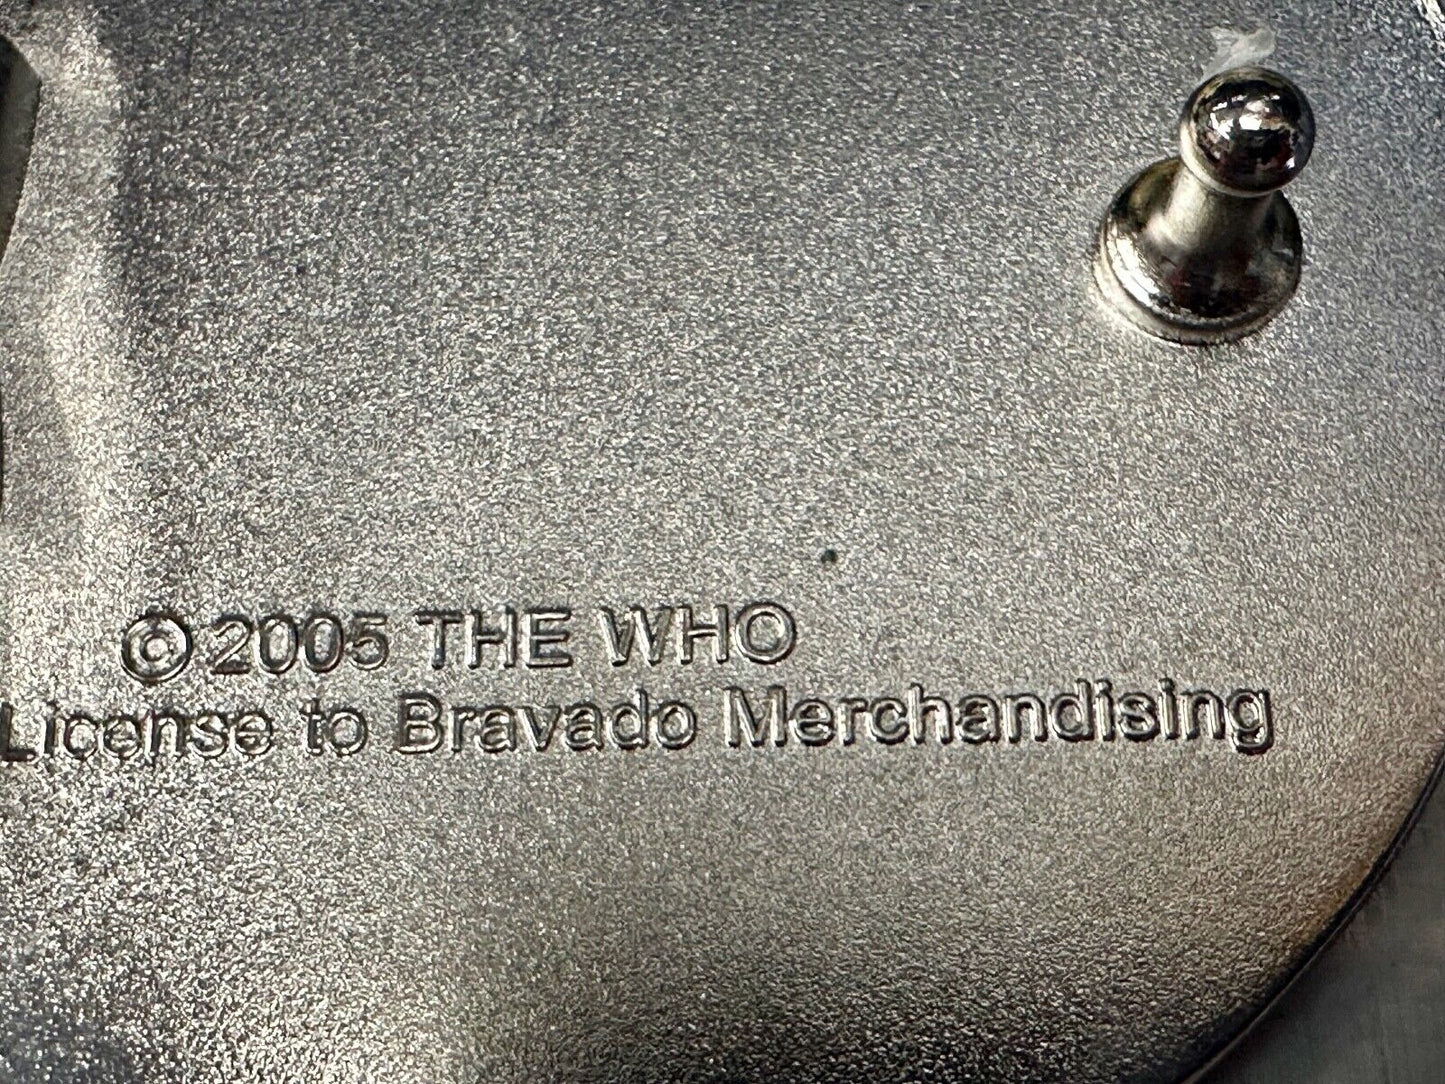 ©2005 THE WHO
License to Bravado Merchandising